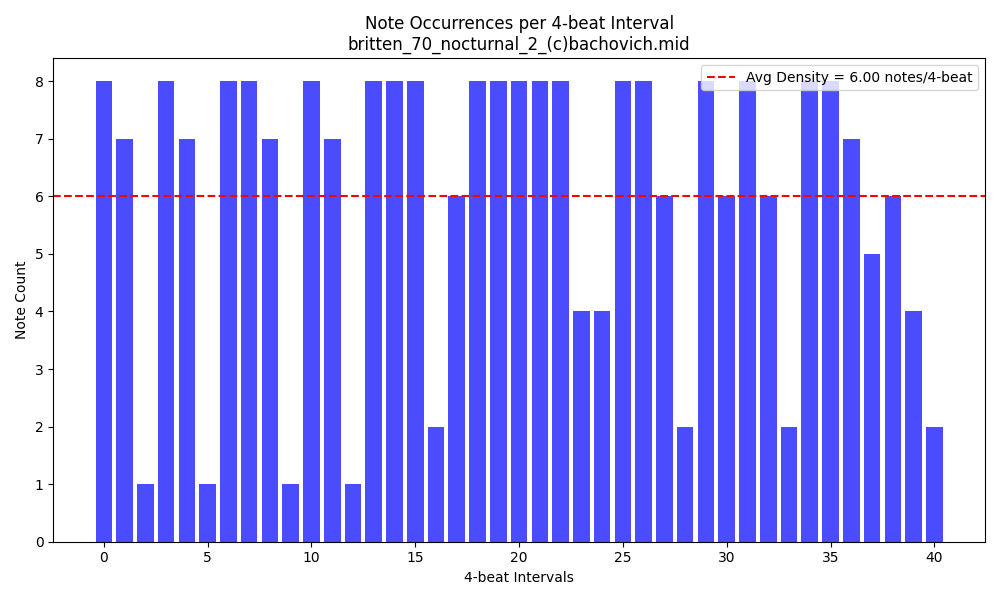 Note Occurrences per 4-beat Interval
britten_70_nocturnal_2_(c)bachovich.mid
Avg Density = 6.00 notes/4-beat
8
7
6
5
4
3
2
1
0
Note Count
0 5 10 15 20 25 30 35 40
4-beat Intervals